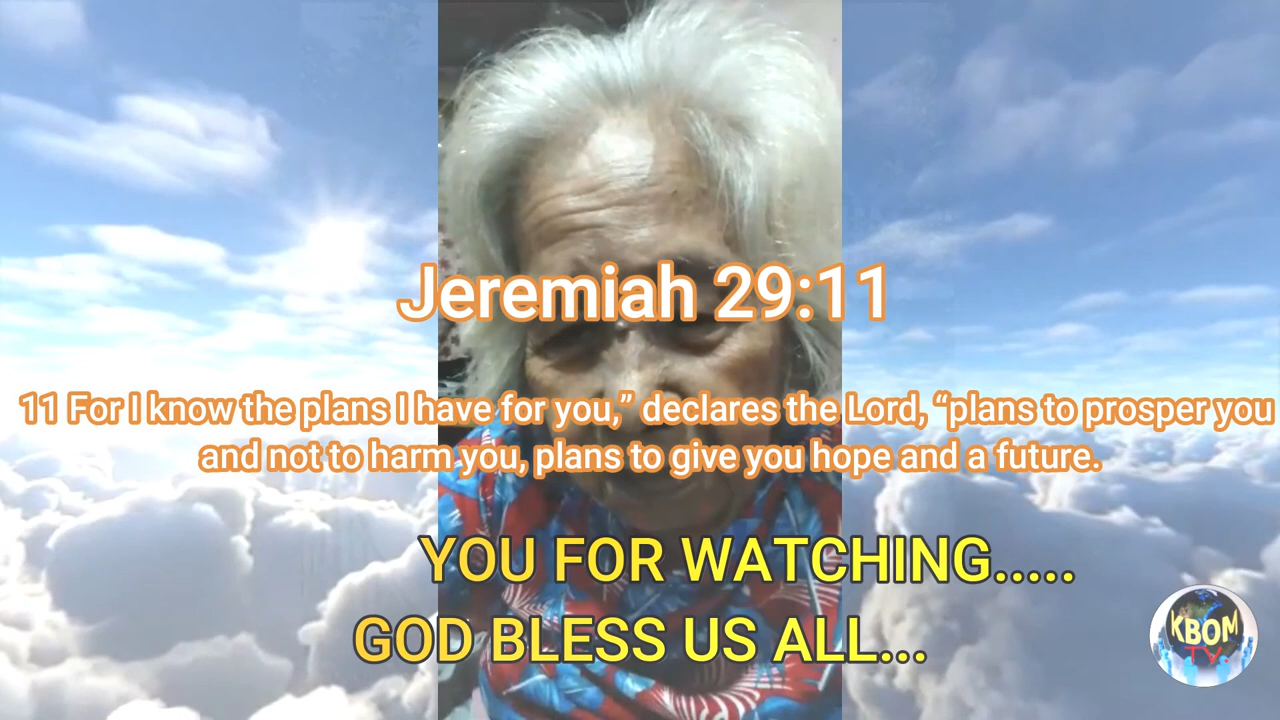 Jeremiah 29:11
11 For I know the plans I have for you,” declares the Lord, “plans to prosper you
and not to harm you, plans to give you hope and a future.
YOU FOR WATCHING.....
GOD BLESS US ALL...
KBOM
TV